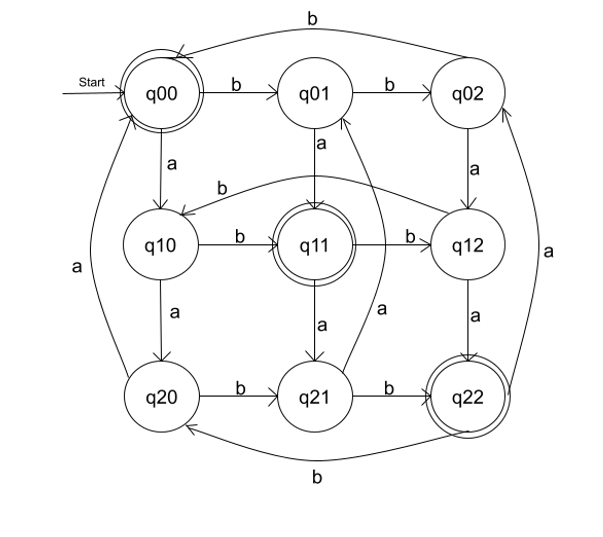 b
Start
q00 b q01 b q02
a a a
b
q10 b q11 b q12
a a
a a a a
q20 b q21 b q22
b